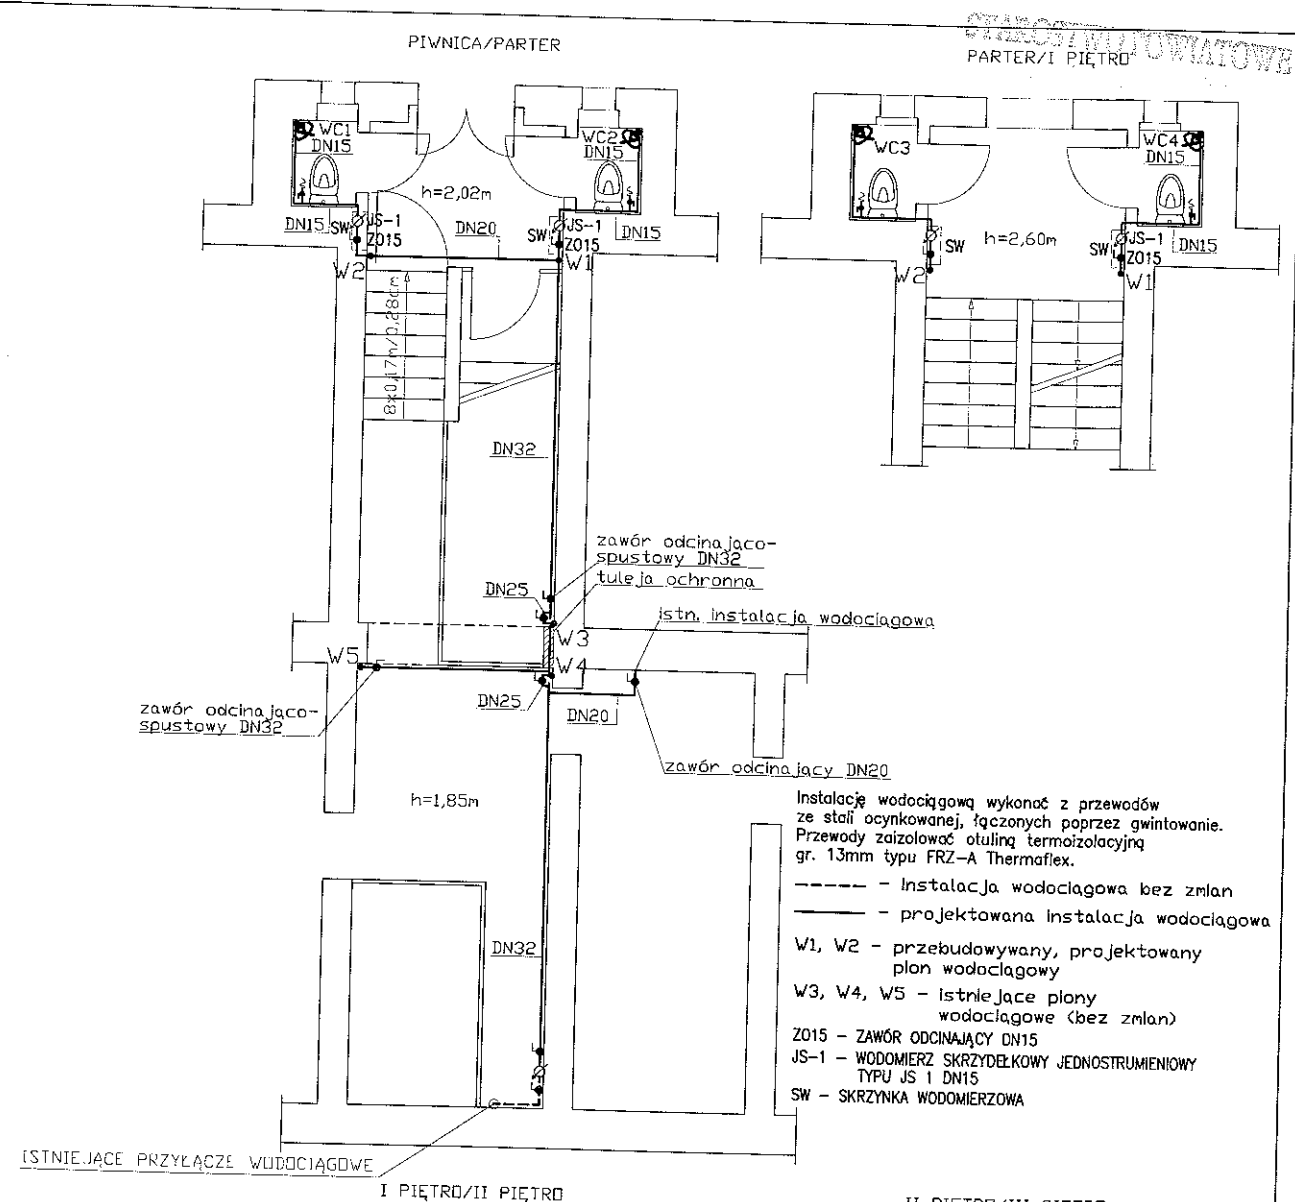 PIWNICA/PARTER
PARTER/I PIĘTRO
WC1
DN15
WC2
DN15
h=2,02m
DN15
SW
JS-1
ZO15
DN20
SW
JS-1
ZO15
DN15
W2
W1
8x0,17m/0,28cm
WC3
WC4
DN15
h=2,60m
SW
SW
JS-1
ZO15
DN15
W2
W1
DN32
zawór odcinająco-
spustowy DN32
tuleja ochronna
DN25
istn. instalacja wodociągowa
W3
W5
W4
DN25
DN20
zawór odcinająco-
spustowy DN32
zawór odcinający DN20
h=1,85m
Instalację wodociągową wykonać z przewodów
ze stali ocynkowanej, łączonych poprzez gwintowanie.
Przewody zaizolować otuliną termoizolacyjną
gr. 13mm typu FRZ-A Thermaflex.
- Instalacja wodociągowa bez zmian
- projektowana instalacja wodociągowa
W1, W2 - przebudowywany, projektowany
pion wodociągowy
W3, W4, W5 - istniejące piony
wodociągowe (bez zmian)
ZO15 - ZAWÓR ODCINAJĄCY DN15
JS-1 - WODOMIERZ SKRZYDEŁKOWY JEDNOSTRUMIENIOWY
TYPU JS 1 DN15
SW - SKRZYNKA WODOMIERZOWA
DN32
ISTNIEJĄCE PRZYŁĄCZE WODOCIĄGOWE
I PIĘTRO/II PIĘTRO